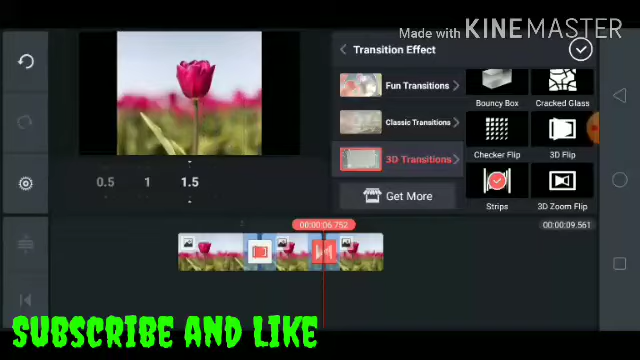 Made with KINEMASTER
Transition Effect
Fun Transitions
Classic Transitions
3D Transitions
Get More
Bouncy Box
Cracked Glass
Checker Flip
3D Flip
Strips
3D Zoom Flip
0.5 1 1.5
00:00:06.752
00:00:09.561
SUBSCRIBE AND LIKE